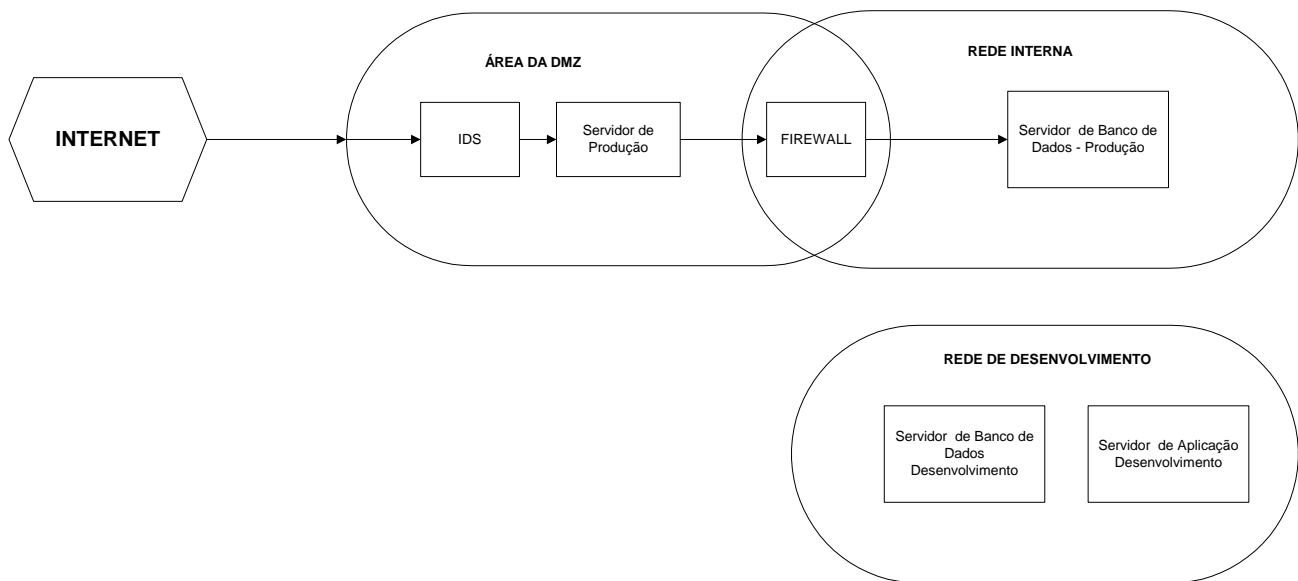 ÁREA DA DMZ
REDE INTERNA
INTERNET
IDS
Servidor de
Produção
FIREWALL
Servidor de Banco de
Dados - Produção
REDE DE DESENVOLVIMENTO
Servidor de Banco de
Dados
Desenvolvimento
Servidor de Aplicação
Desenvolvimento